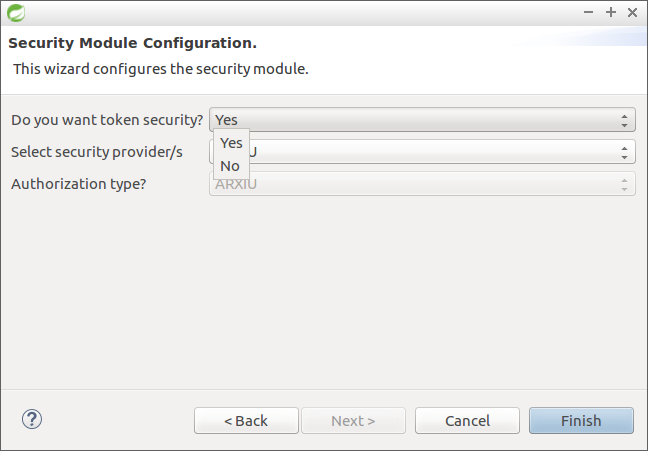 Security Module Configuration.
This wizard configures the security module.
Do you want token security? Yes
Yes
No
Select security provider/s
Authorization type? ARXIU
< Back Next > Cancel Finish